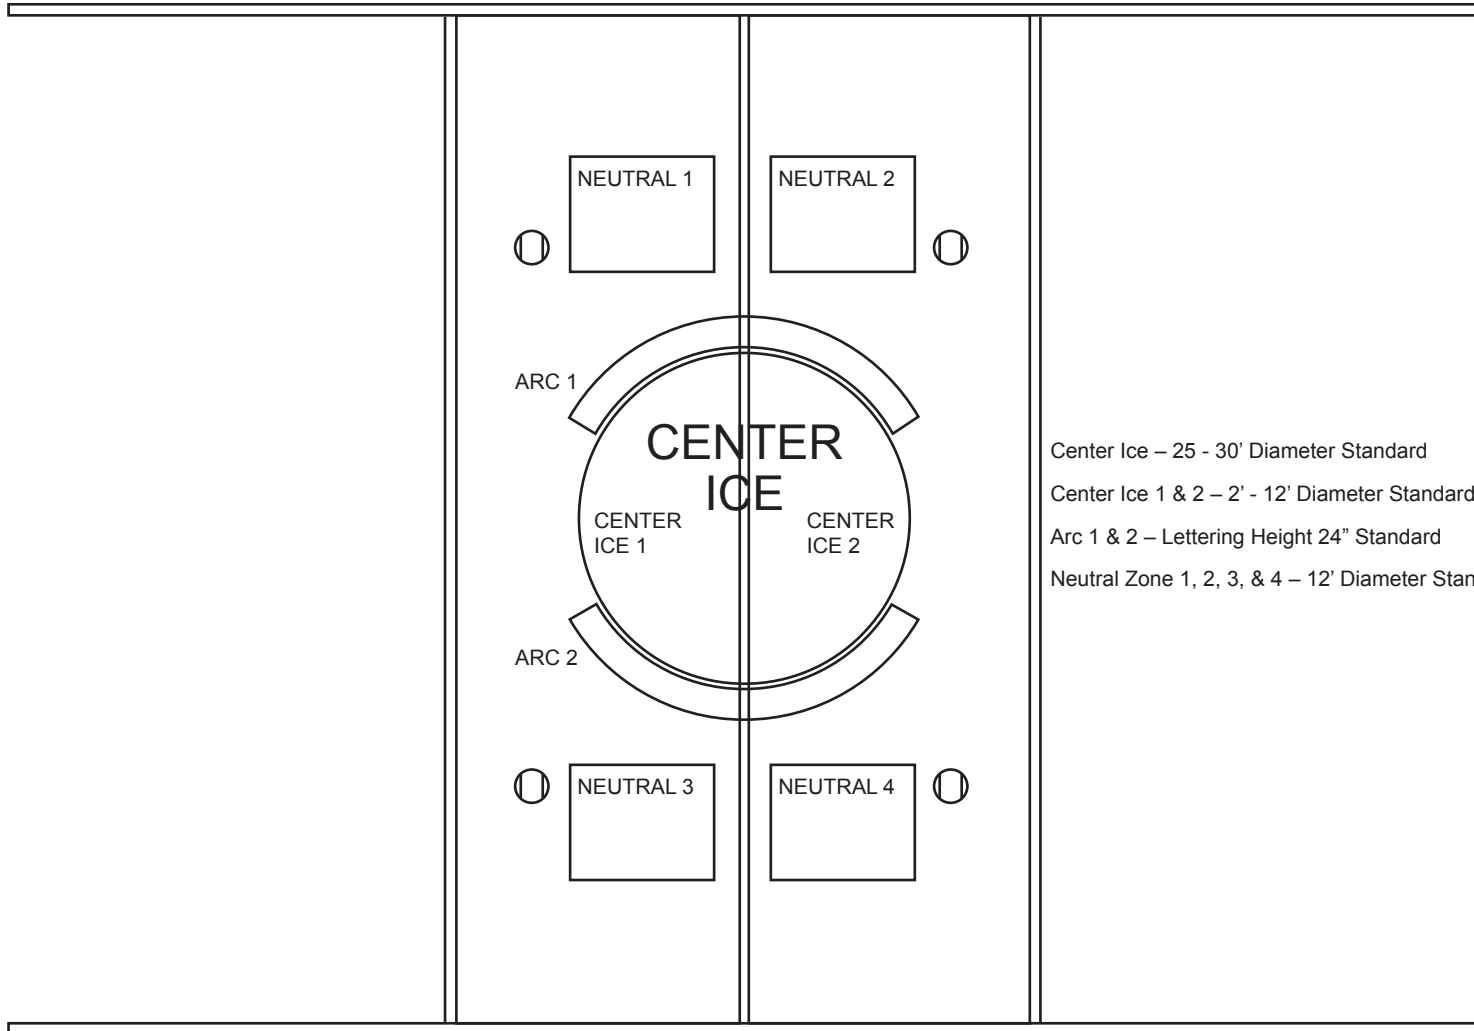 NEUTRAL 1
NEUTRAL 2
ARC 1
CENTER
ICE
CENTER
ICE 1
CENTER
ICE 2
ARC 2
NEUTRAL 3
NEUTRAL 4
Center Ice – 25 - 30’ Diameter Standard
Center Ice 1 & 2 – 2’ - 12’ Diameter Standard
Arc 1 & 2 – Lettering Height 24” Standard
Neutral Zone 1, 2, 3, & 4 – 12’ Diameter Stan